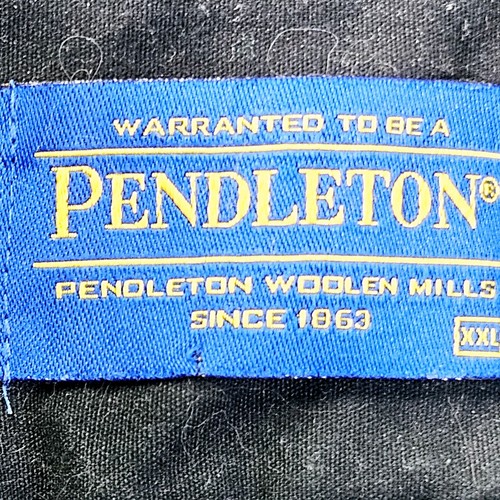 WARRANTED TO BE A
PENDLETON®
PENDLETON WOOLEN MILLS
SINCE 1863
XXL